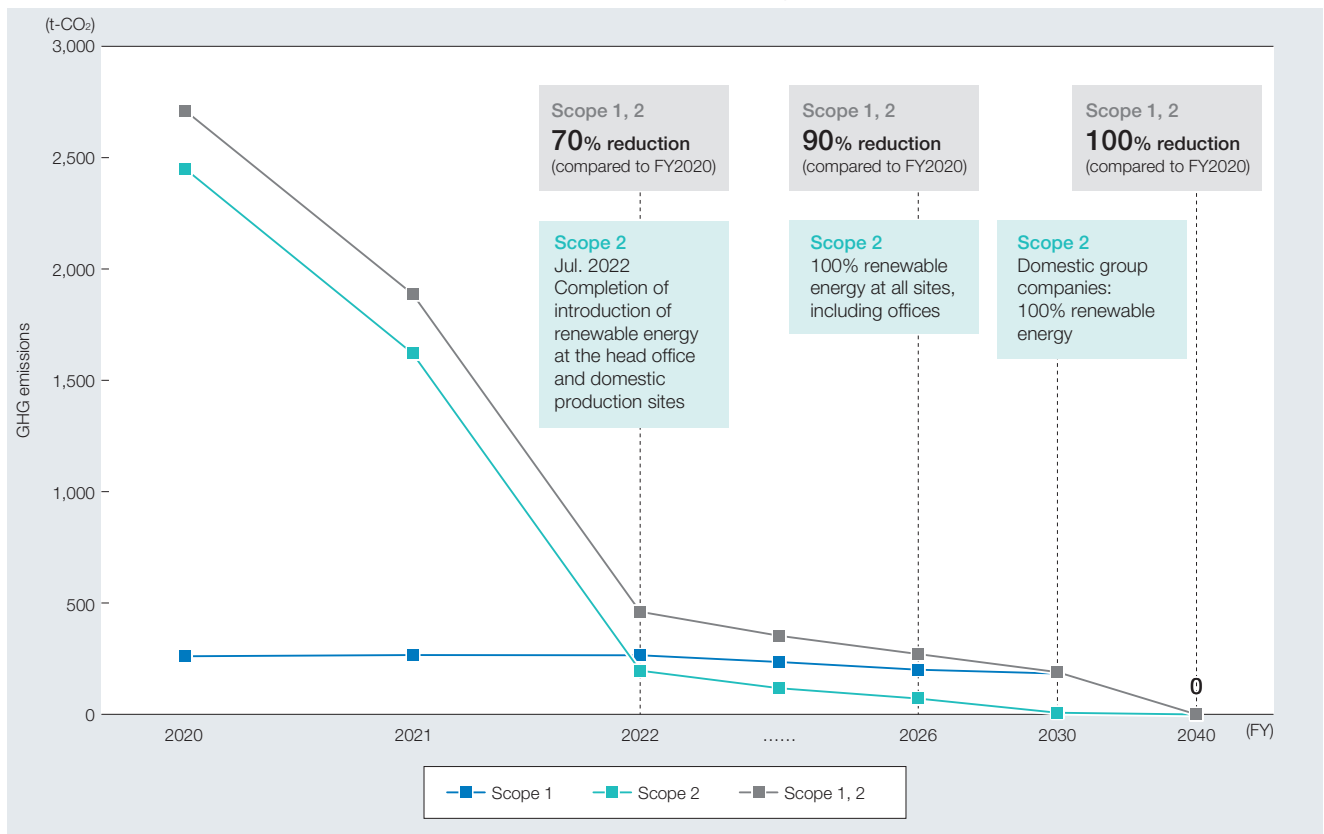 (t-CO₂)
3,000
2,500
2,000
1,500
1,000
500
0
GHG emissions
Scope 1, 2
70% reduction
(compared to FY2020)
Scope 1, 2
90% reduction
(compared to FY2020)
Scope 1, 2
100% reduction
(compared to FY2020)
Scope 2
Jul. 2022
Completion of
introduction of
renewable energy
at the head office
and domestic
production sites
Scope 2
100% renewable
energy at all sites,
including offices
Scope 2
Domestic group
companies:
100% renewable
energy
0
2020
2021
2022
......
2026
2030
2040
(FY)
Scope 1
Scope 2
Scope 1, 2